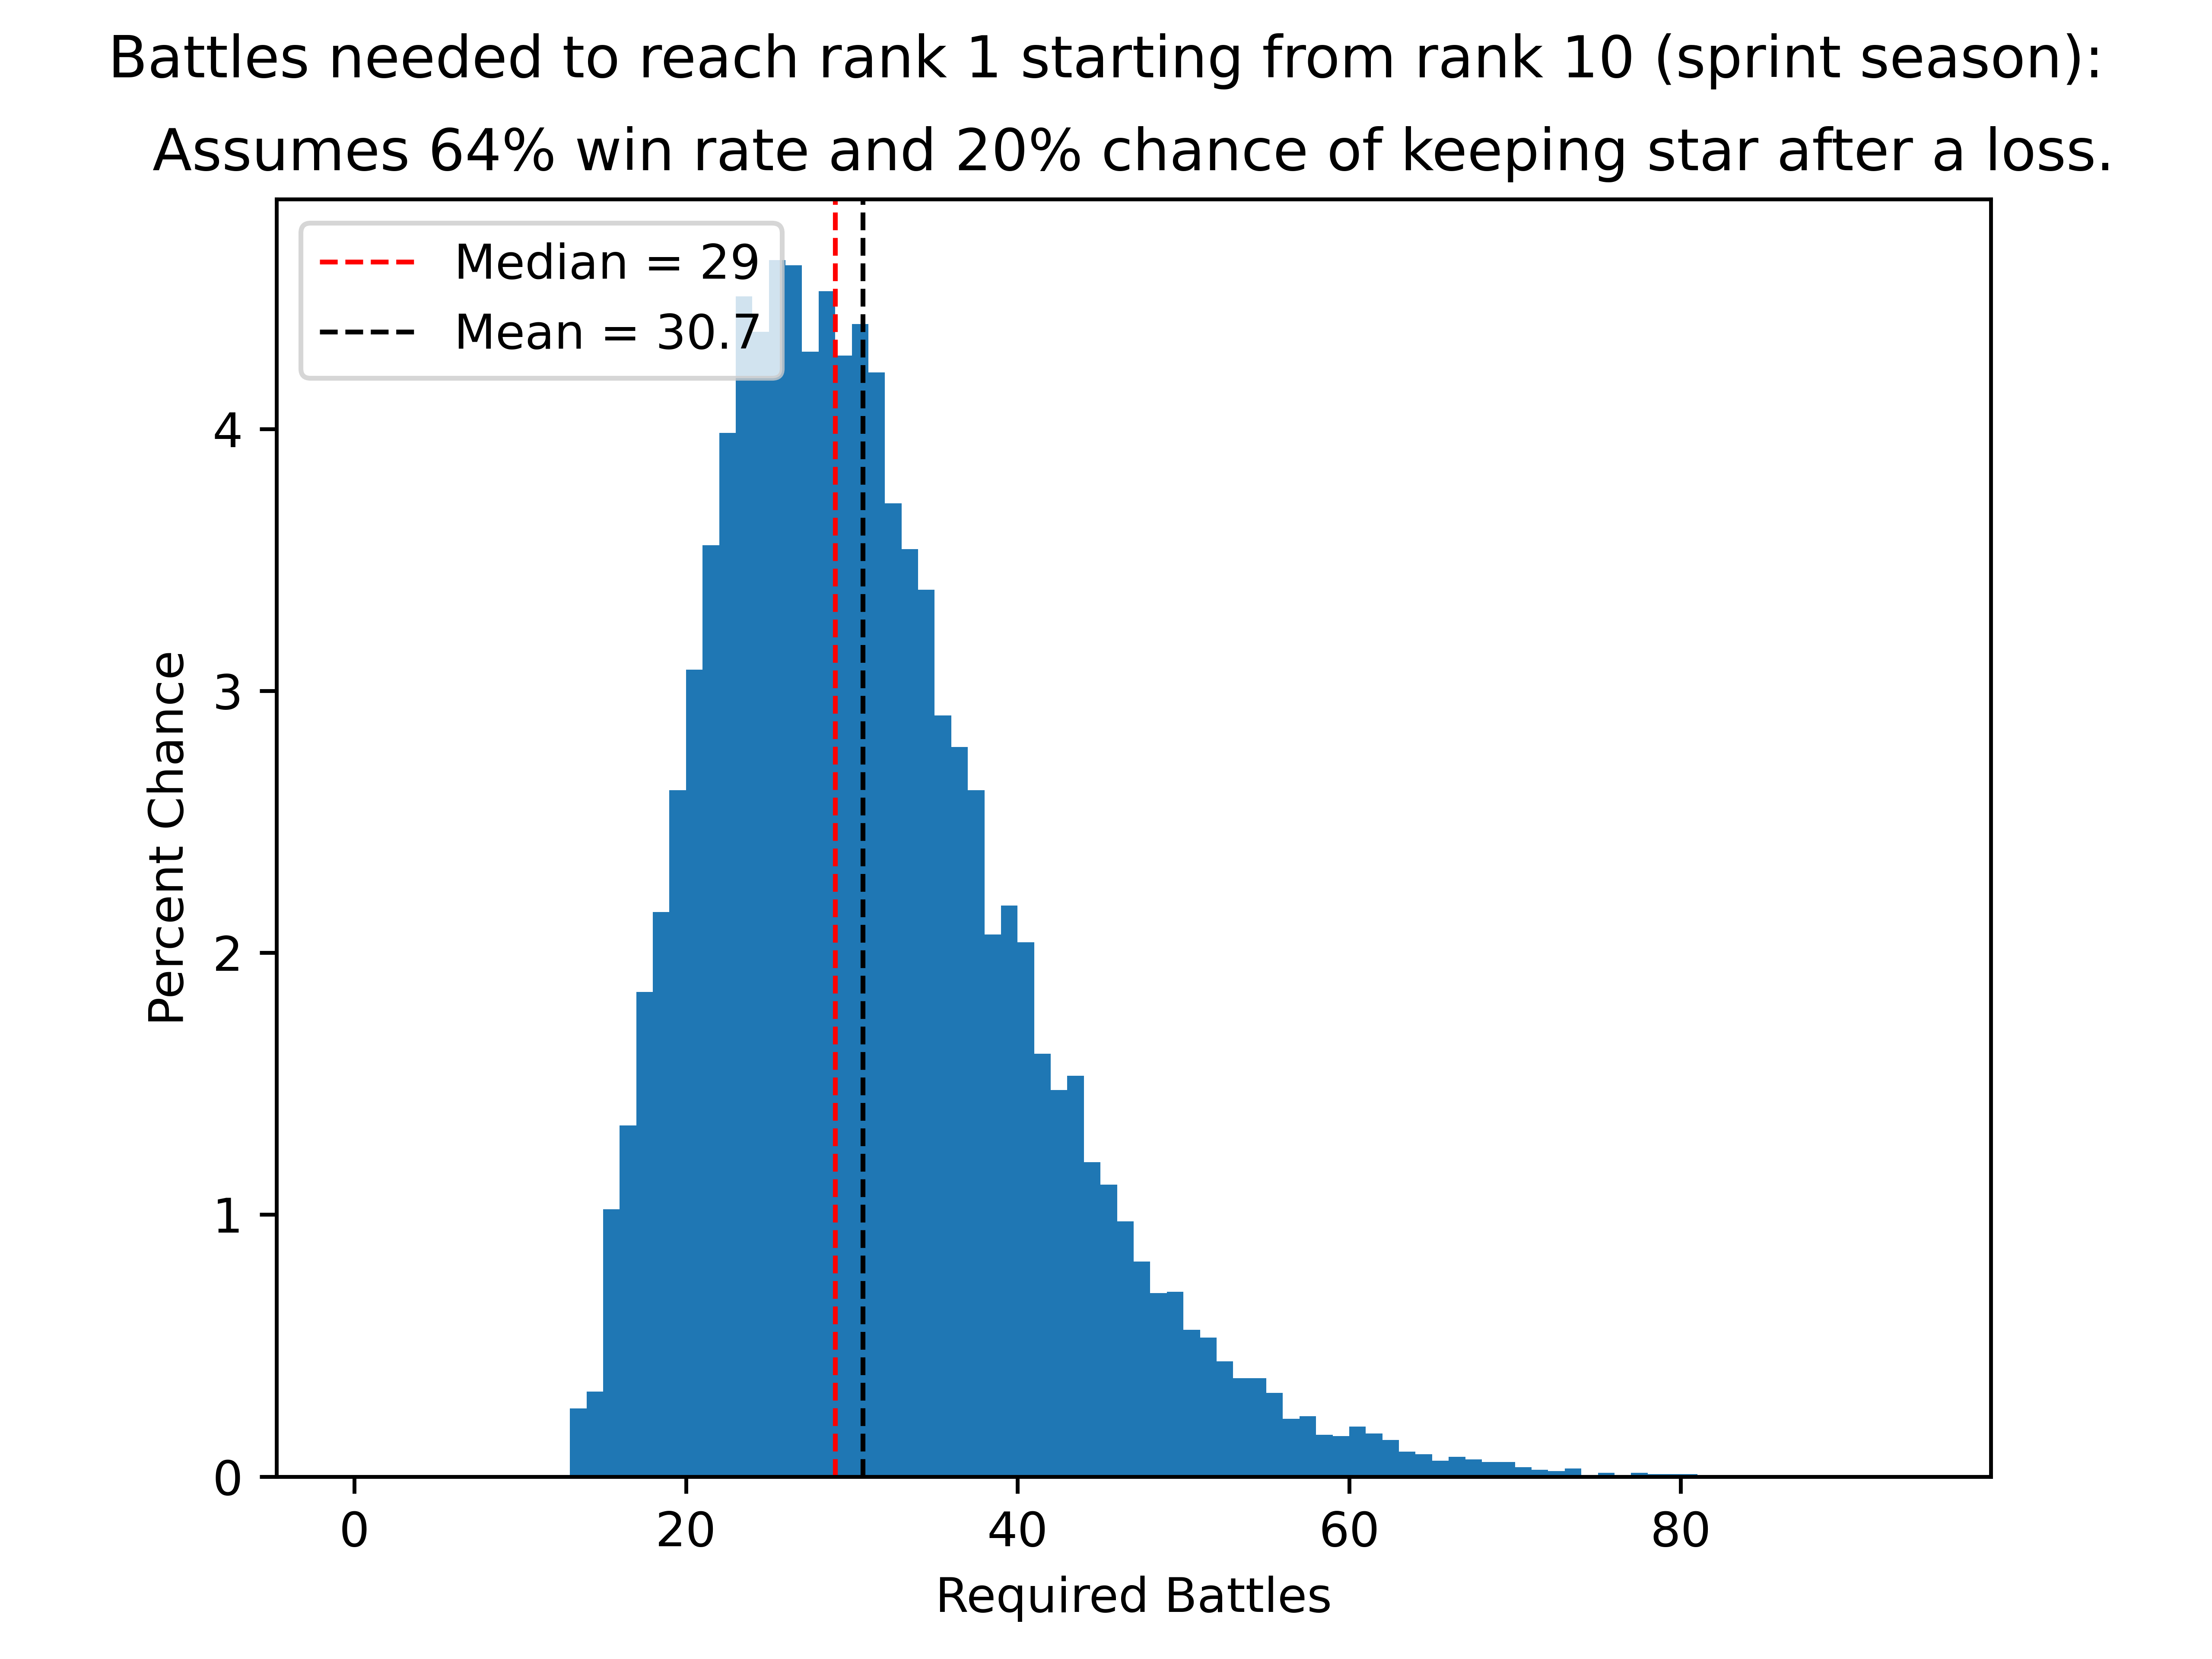 Battles needed to reach rank 1 starting from rank 10 (sprint season):
Assumes 64% win rate and 20% chance of keeping star after a loss.
Median = 29
Mean = 30.7
Percent Chance
4
3
2
1
0
0 20 40 60 80
Required Battles